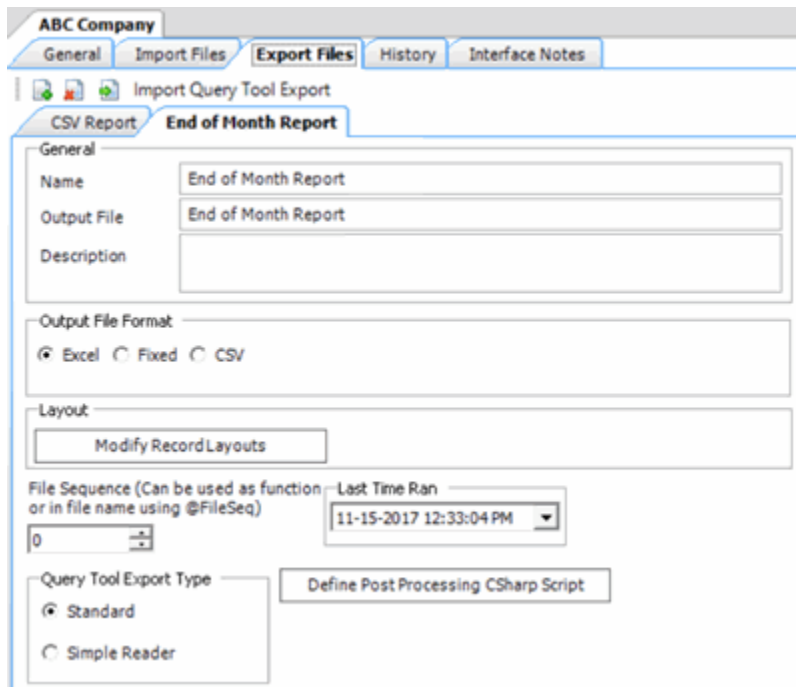 ABC Company
General Import Files Export Files History Interface Notes
Import Query Tool Export
CSV Report End of Month Report
General
Name End of Month Report
Output File End of Month Report
Description
Output File Format
Excel Fixed CSV
Layout
Modify Record Layouts
File Sequence (Can be used as function or in file name using @FileSeq)
0
Last Time Ran
11-15-2017 12:33:04 PM
Query Tool Export Type
Standard
Simple Reader
Define Post Processing CSharp Script